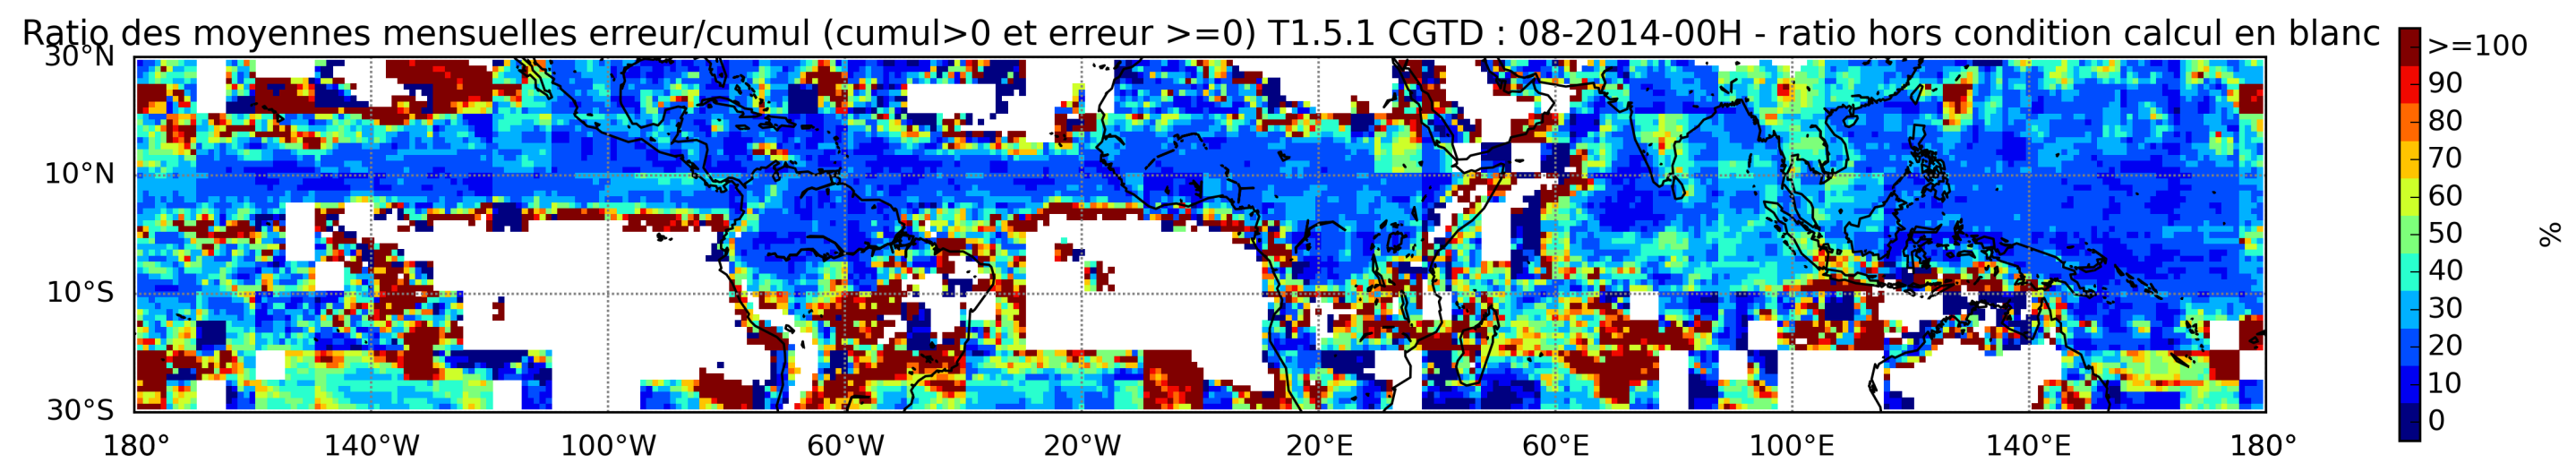 Ratio des moyennes mensuelles erreur/cumul (cumul>0 et erreur >=0) T1.5.1 CGTD : 08-2014-00H - ratio hors condition calcul en blanc
30°N
10°N
10°S
30°S
180° 140°W 100°W 60°W 20°W 20°E 60°E 100°E 140°E 180°
>=100
90
80
70
60
50
40
30
20
10
0
%